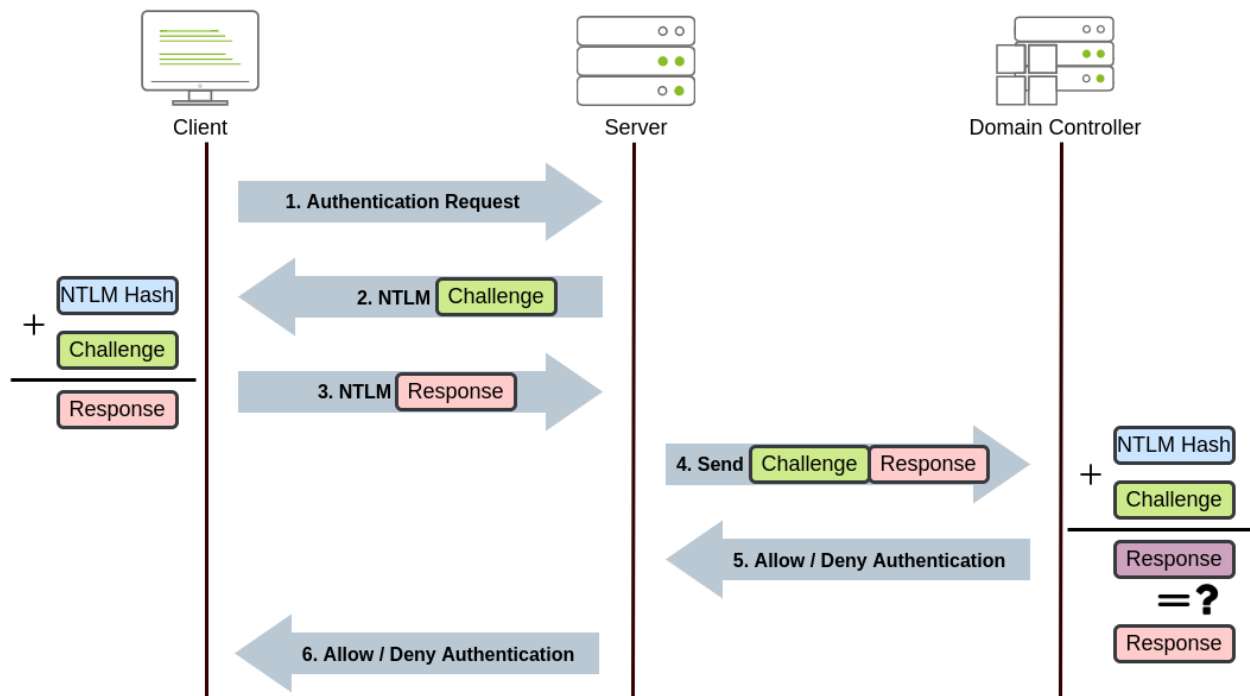 Client
Server
Domain Controller
1. Authentication Request
NTLM Hash
+
Challenge
Response
2. NTLM Challenge
3. NTLM Response
4. Send Challenge Response
NTLM Hash
+
Challenge
Response
=?
Response
5. Allow / Deny Authentication
6. Allow / Deny Authentication